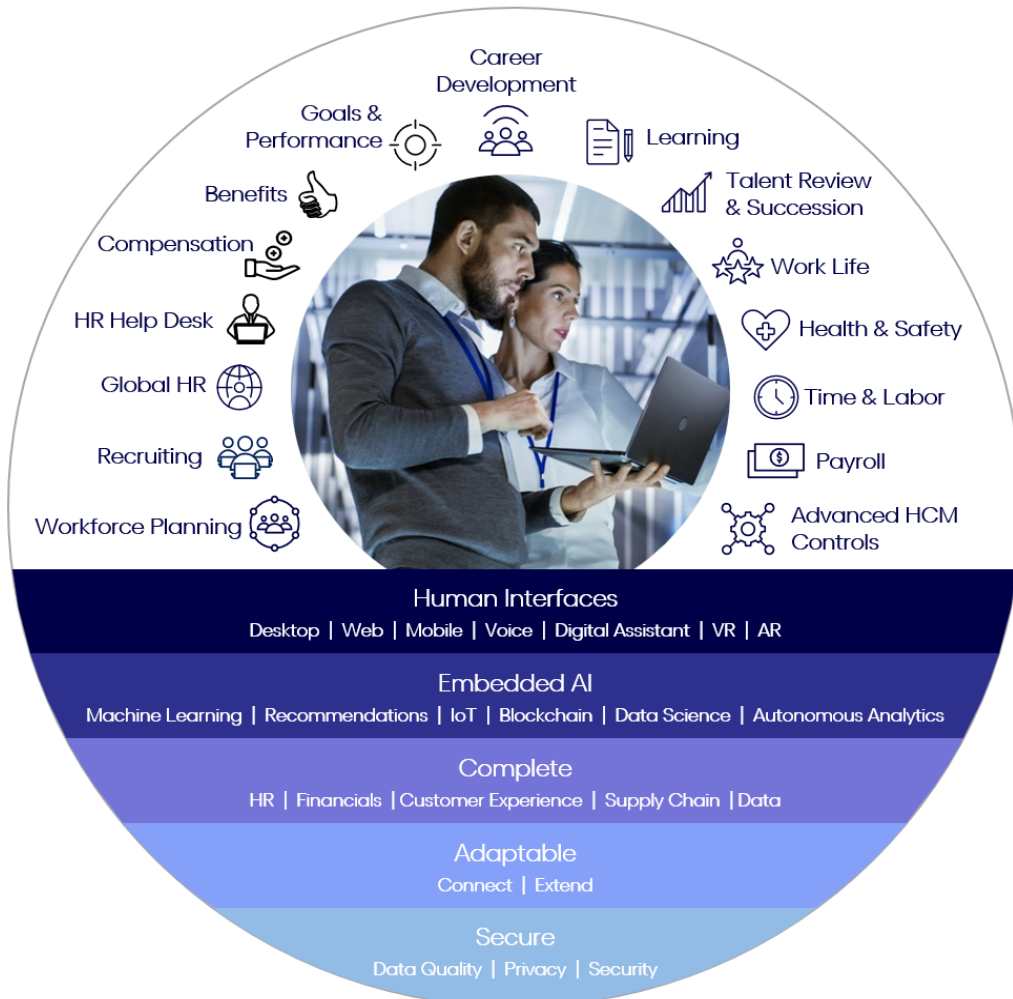 Career
Development
Goals &
Performance
Learning
Benefits
Talent Review
& Succession
Compensation
Work Life
HR Help Desk
Health & Safety
Global HR
Time & Labor
Recruiting
Payroll
Workforce Planning
Advanced HCM
Controls
Human Interfaces
Desktop | Web | Mobile | Voice | Digital Assistant | VR | AR
Embedded AI
Machine Learning | Recommendations | IoT | Blockchain | Data Science | Autonomous Analytics
Complete
HR | Financials | Customer Experience | Supply Chain | Data
Adaptable
Connect | Extend
Secure
Data Quality | Privacy | Security